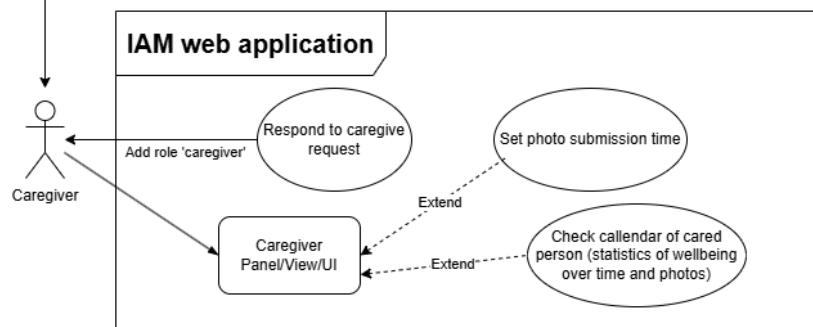 IAM web application
Respond to caregive
request
Set photo submission time
Add role 'caregiver'
Caregiver
Extend
Caregiver
Panel/View/UI
Check callendar of cared
person (statistics of wellbeing
over time and photos)
Extend